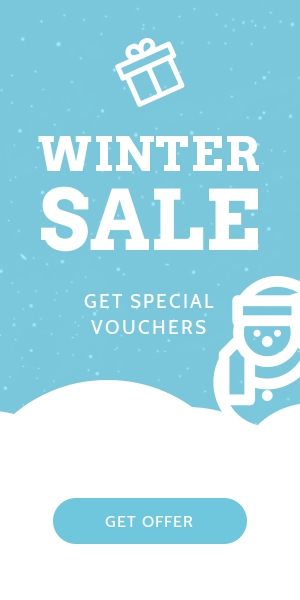 WINTER
SALE
GET SPECIAL
VOUCHERS
GET OFFER